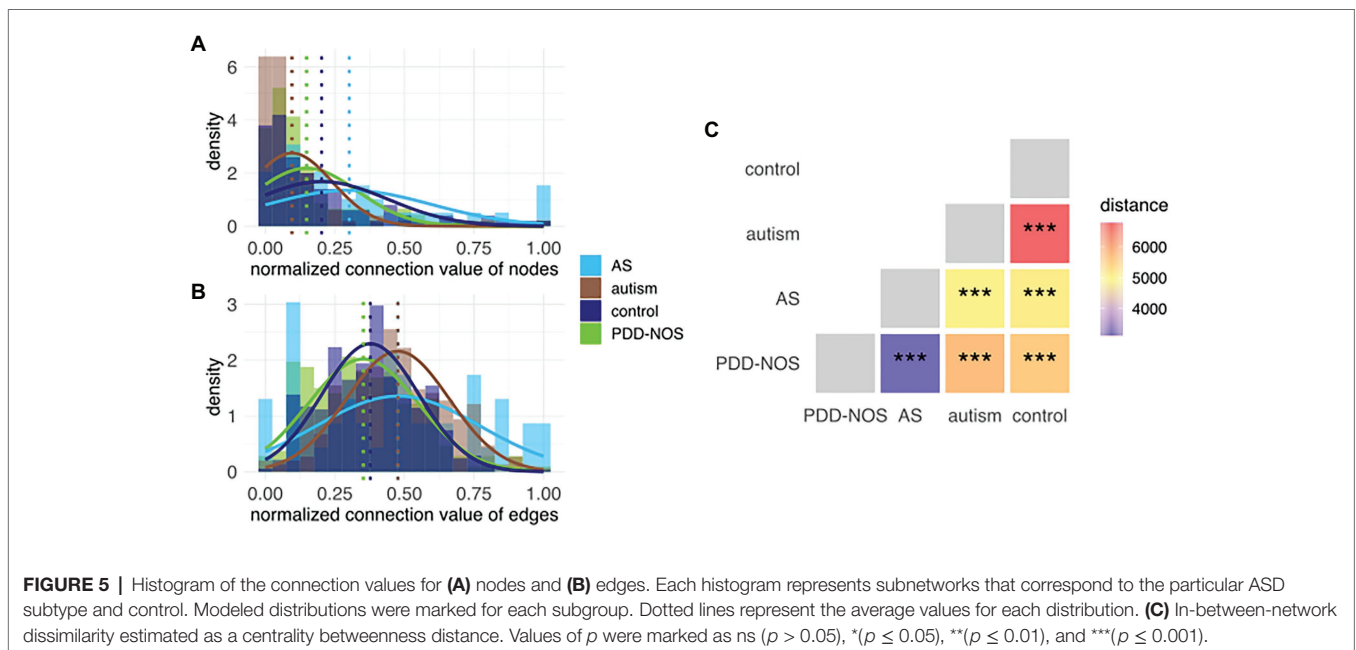 A
6
4
2
0
density
0.00 0.25 0.50 0.75 1.00
normalized connection value of nodes
B
3
2
1
0
density
0.00 0.25 0.50 0.75 1.00
normalized connection value of edges
AS
autism
control
PDD-NOS
C
control
autism
***
AS
*** ***
PDD-NOS
*** *** ***
PDD-NOS AS autism control
distance
6000
5000
4000
FIGURE 5 | Histogram of the connection values for (A) nodes and (B) edges. Each histogram represents subnetworks that correspond to the particular ASD
subtype and control. Modeled distributions were marked for each subgroup. Dotted lines represent the average values for each distribution. (C) In-between-network
dissimilarity estimated as a centrality betweenness distance. Values of p were marked as ns (p > 0.05), *(p ≤ 0.05), **(p ≤ 0.01), and ***(p ≤ 0.001).